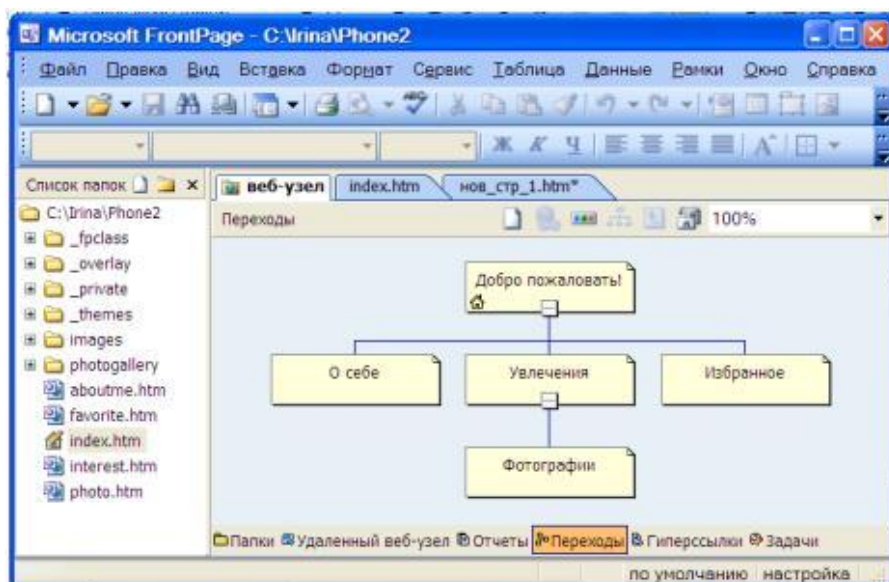 Microsoft FrontPage - C:\Irina\Phone2
Файл Правка Вид Вставка Формат Сервис Таблица Данные Рамки Окно Справка
Ж К Ч
Список папок
веб-узел index.htm нов_стр_1.htm*
C:\Irina\Phone2
Переходы 100%
_fpclass
_overlay
_private
_themes
images
photogallery
aboutme.htm
favorite.htm
index.htm
interest.htm
photo.htm
Добро пожаловать!
О себе Увлечения Избранное
Фотографии
Папки Удаленный веб-узел Отчеты Переходы Гиперссылки Задачи
по умолчанию настройка